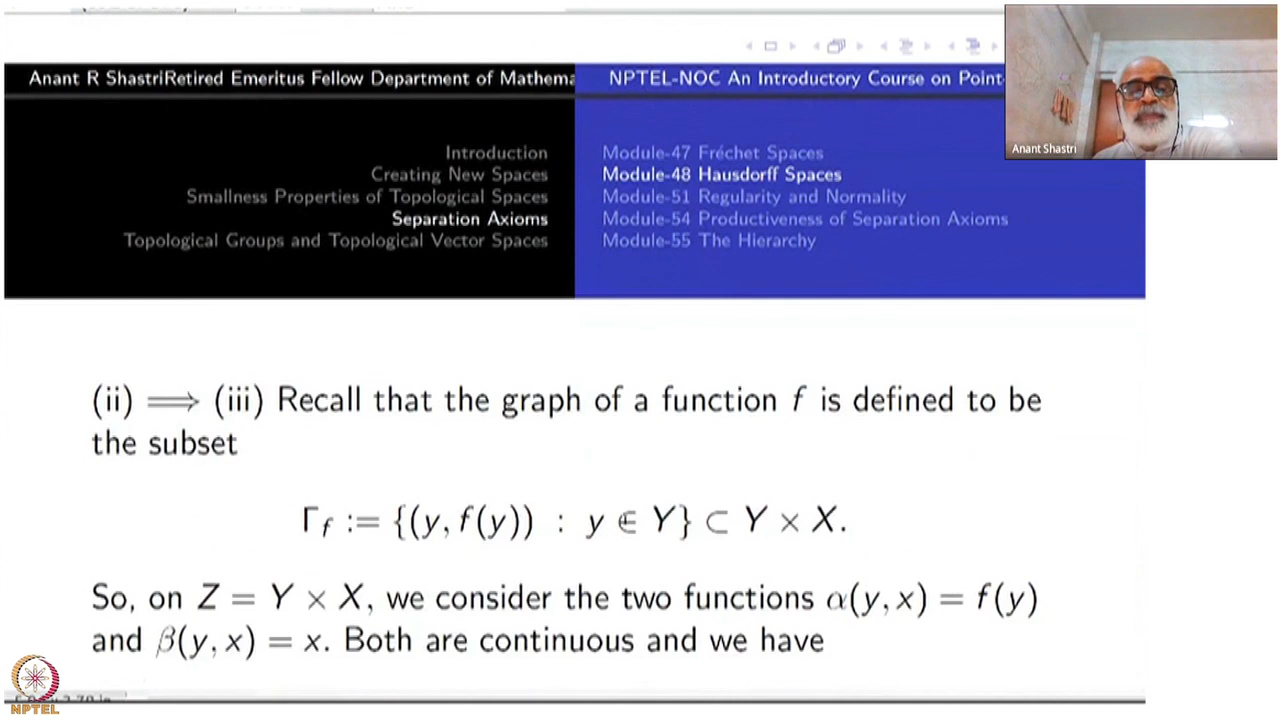 Anant R ShastriRetired Emeritus Fellow Department of Mathema
NPTEL-NOC An Introductory Course on Point-
Introduction
Creating New Spaces
Smallness Properties of Topological Spaces
Separation Axioms
Topological Groups and Topological Vector Spaces
Module-47 Fréchet Spaces
Module-48 Hausdorff Spaces
Module-51 Regularity and Normality
Module-54 Productiveness of Separation Axioms
Module-55 The Hierarchy
Anant Shastri
(ii) ⟹ (iii) Recall that the graph of a function f is defined to be
the subset
Γf := {(y, f(y)) : y ∈ Y} ⊂ Y × X.
So, on Z = Y × X, we consider the two functions α(y, x) = f(y)
and β(y, x) = x. Both are continuous and we have
NPTEL